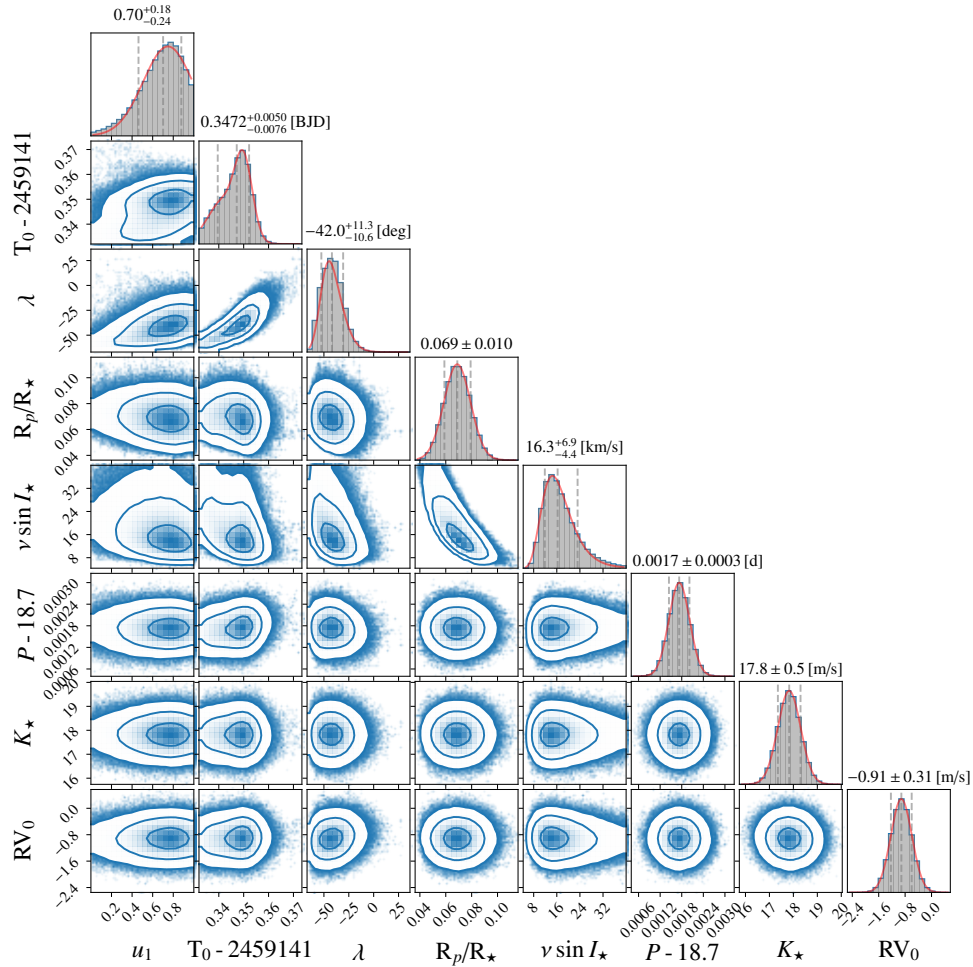 0.70 +0.18 −0.24
0.3472 +0.0050 −0.0076 [BJD]
T₀ - 2459141
0.37
0.36
0.35
0.34
−42.0 +11.3 −10.6 [deg]
λ
25
0
−25
−50
0.069 ± 0.010
Rₚ/R⋆
0.10
0.08
0.06
0.04
16.3 +6.9 −4.4 [km/s]
v sin I⋆
32
24
16
8
0.0017 ± 0.0003 [d]
P - 18.7
0.0030
0.0024
0.0018
0.0012
0.0006
17.8 ± 0.5 [m/s]
K⋆
20
19
18
17
16
−0.91 ± 0.31 [m/s]
RV₀
0.0
−0.8
−1.6
−2.4
0.2 0.4 0.6 0.8
0.34 0.35 0.36 0.37
−50 −25 0 25
0.04 0.06 0.08 0.10
8 16 24 32
0.0006 0.0012 0.0018 0.0024 0.0030
16 17 18 19 20
−2.4 −1.6 −0.8 0.0
u₁ T₀ - 2459141 λ Rₚ/R⋆ v sin I⋆ P - 18.7 K⋆ RV₀